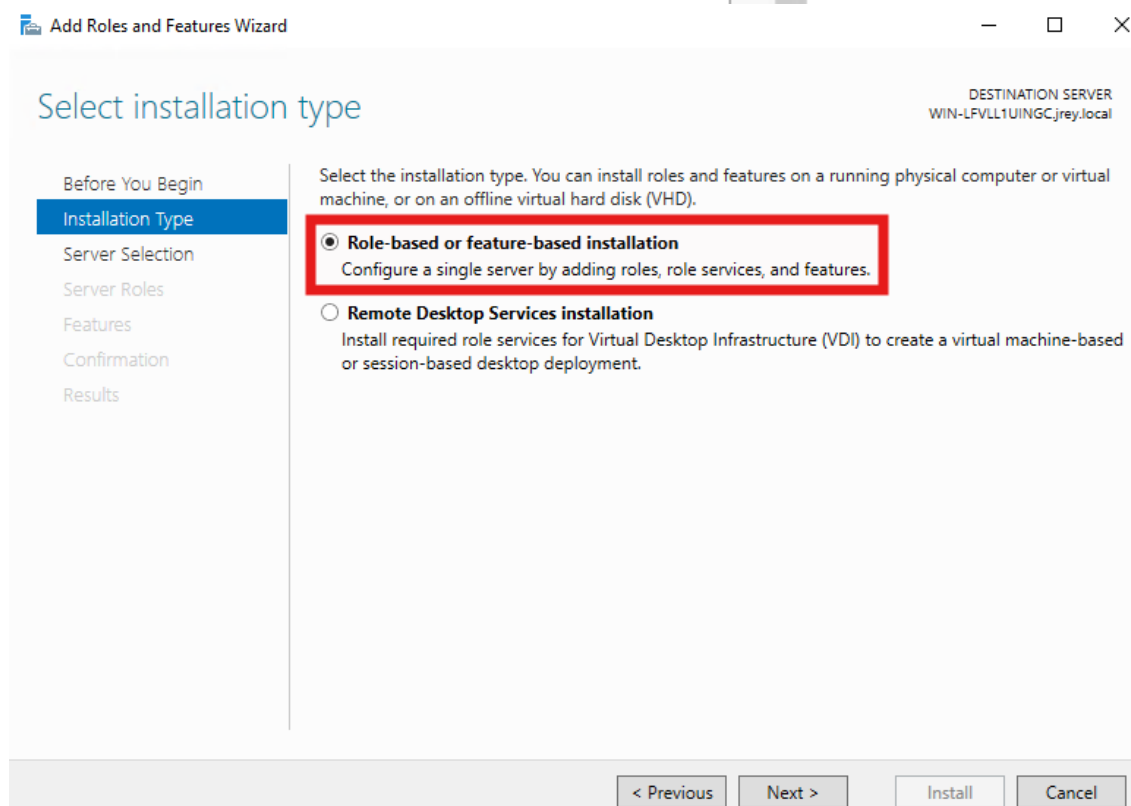 Add Roles and Features Wizard
Select installation type
DESTINATION SERVER
WIN-LFVLL1UINGC.jrey.local
Before You Begin
Installation Type
Server Selection
Server Roles
Features
Confirmation
Results
Select the installation type. You can install roles and features on a running physical computer or virtual
machine, or on an offline virtual hard disk (VHD).
Role-based or feature-based installation
Configure a single server by adding roles, role services, and features.
Remote Desktop Services installation
Install required role services for Virtual Desktop Infrastructure (VDI) to create a virtual machine-based
or session-based desktop deployment.
< Previous
Next >
Install
Cancel